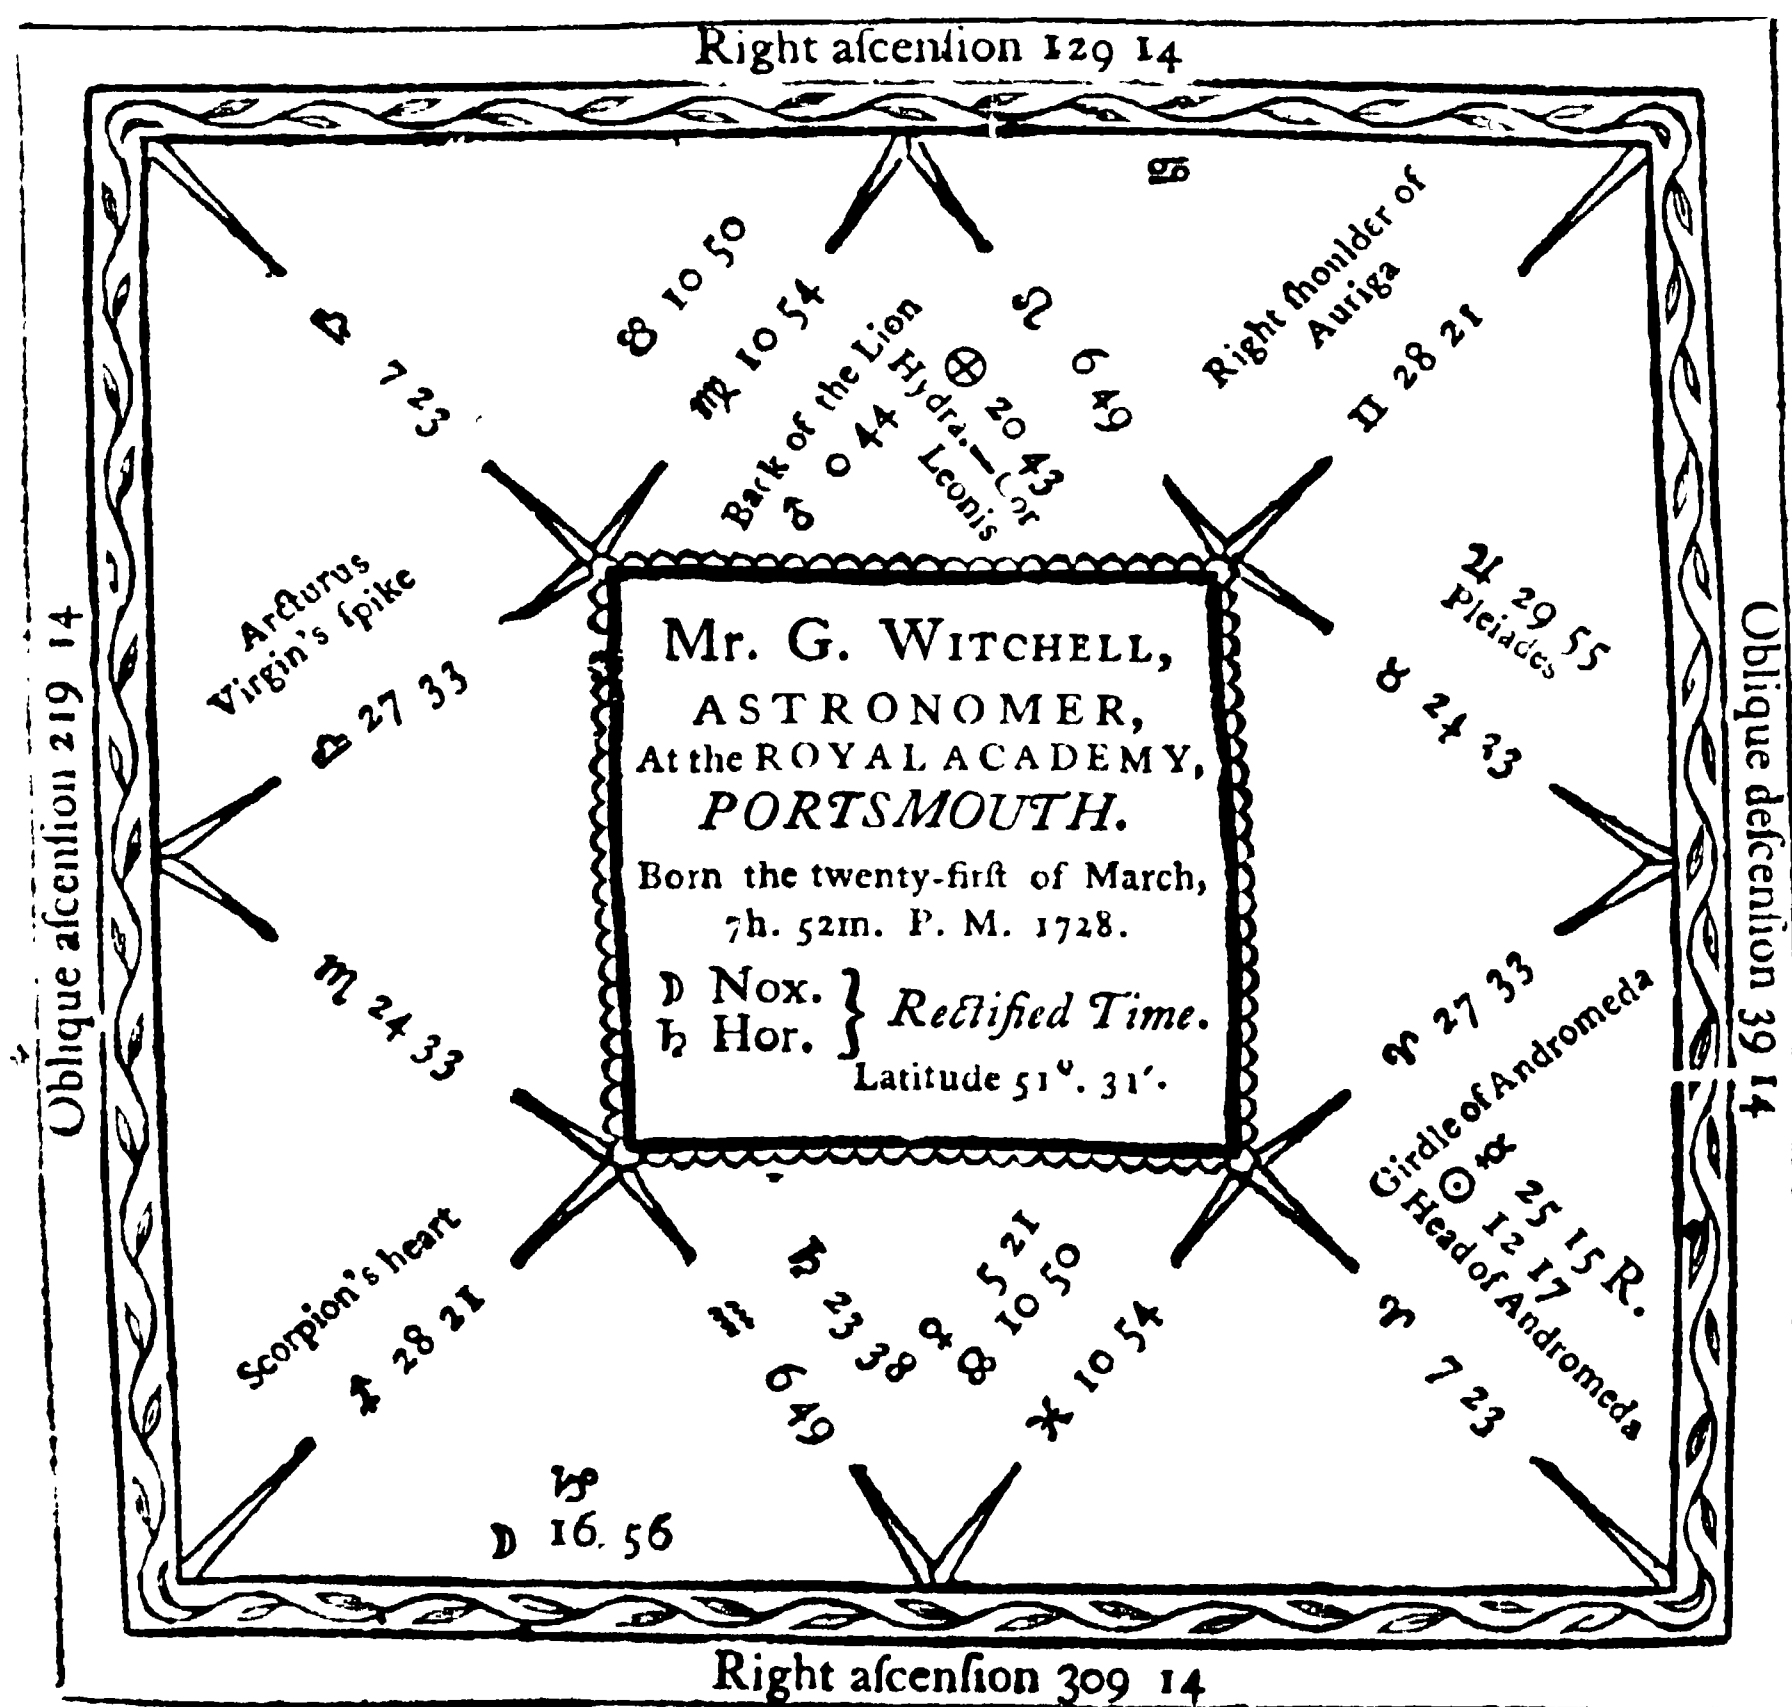 Right aſcenſion 129 14
♋
☋ 10 50
♍ 10 54
Back of the Lion
♂ 0 44
♌ 6 49
⊕ 20 43
Hydra.—Cor
Leonis
Right ſhoulder of
Auriga
♊ 28 21
♎ 7 23
Arcturus
Virgin's ſpike
♎ 27 33
♃ 29 55
Pleiades
♉ 24 33
Oblique aſcenſion 219 14
Mr. G. WITCHELL,
ASTRONOMER,
At the ROYAL ACADEMY,
PORTSMOUTH.
Born the twenty-firſt of March,
7h. 52m. P. M. 1728.
☽ Nox.
♄ Hor.
} Rectified Time.
Latitude 51°. 31′.
Oblique deſcenſion 39 14
♏ 24 33
♈ 27 33
Girdle of Andromeda
☿ 25 15 R.
☉ 12 17
Head of Andromeda
♈ 7 23
Scorpion's heart
♐ 28 21
♑
☽ 16. 56
♒ 6 49
♄ 23 38
♀ 5 21
☊ 10 50
♓ 10 54
Right aſcenſion 309 14